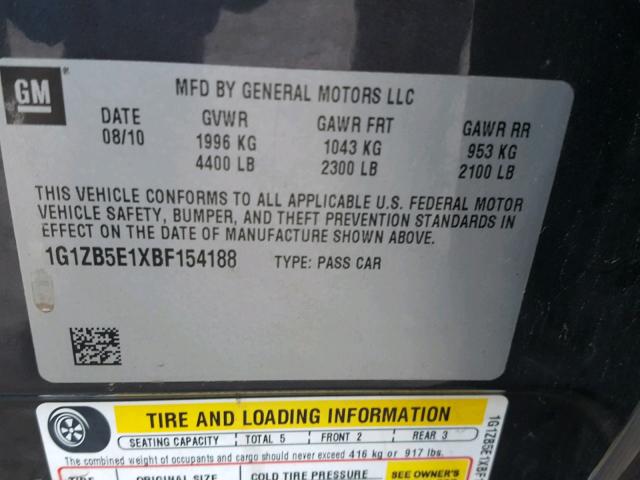 GM
MFD BY GENERAL MOTORS LLC
DATE GVWR GAWR FRT GAWR RR
08/10 1996 KG 1043 KG 953 KG
4400 LB 2300 LB 2100 LB
THIS VEHICLE CONFORMS TO ALL APPLICABLE U.S. FEDERAL MOTOR
VEHICLE SAFETY, BUMPER, AND THEFT PREVENTION STANDARDS IN
EFFECT ON THE DATE OF MANUFACTURE SHOWN ABOVE.
1G1ZB5E1XBF154188 TYPE: PASS CAR
TIRE AND LOADING INFORMATION
SEATING CAPACITY TOTAL 5 FRONT 2 REAR 3
The combined weight of occupants and cargo should never exceed 416 kg or 917 lbs.
TIRE ORIGINAL SIZE COLD TIRE PRESSURE SEE OWNER'S
1G1ZB5E1XBF